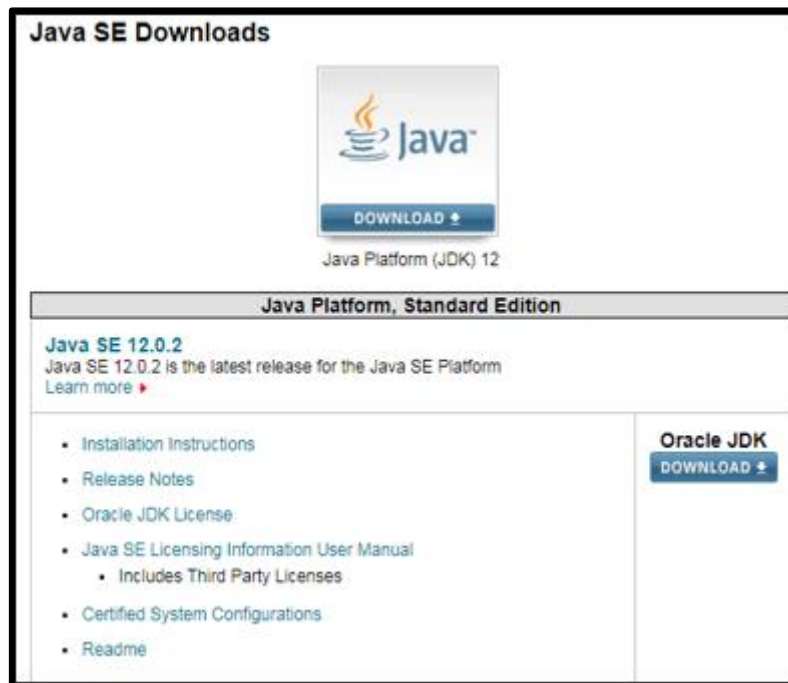 Java SE Downloads
Java™
DOWNLOAD
Java Platform (JDK) 12
Java Platform, Standard Edition
Java SE 12.0.2
Java SE 12.0.2 is the latest release for the Java SE Platform
Learn more
Installation Instructions
Release Notes
Oracle JDK License
Java SE Licensing Information User Manual
Includes Third Party Licenses
Certified System Configurations
Readme
Oracle JDK
DOWNLOAD